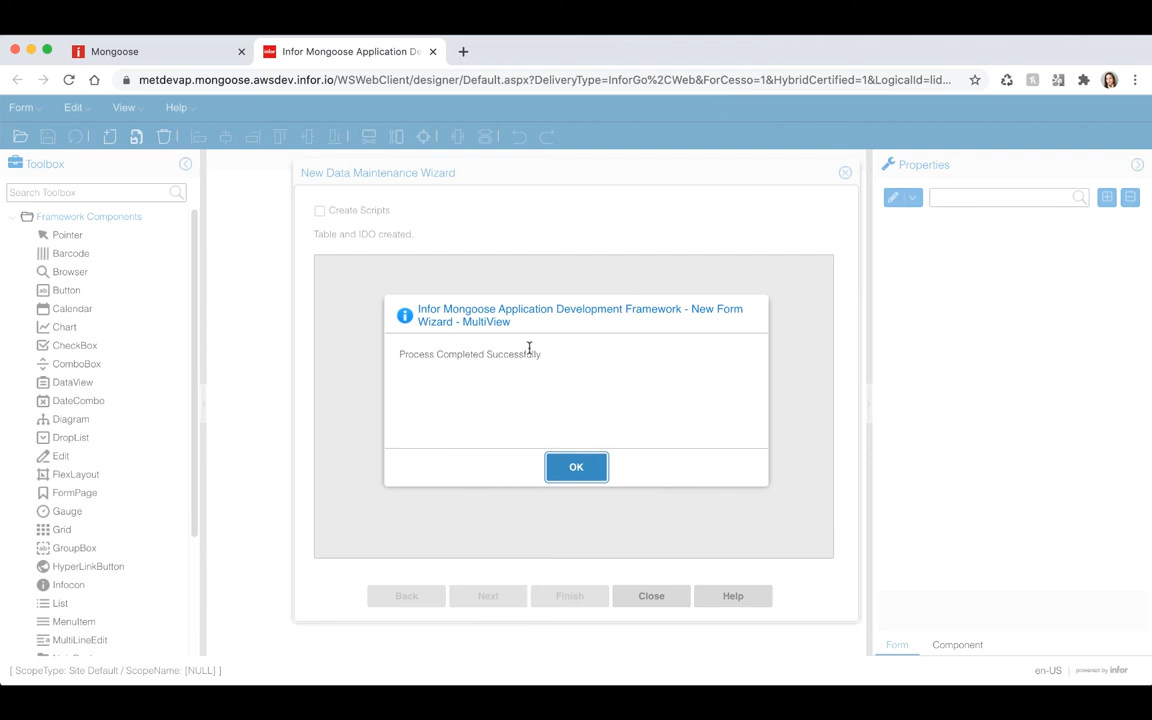 Mongoose
Infor Mongoose Application De
metdevap.mongoose.awsdev.infor.io/WSWebClient/designer/Default.aspx?DeliveryType=InforGo%2CWeb&ForCesso=1&HybridCertified=1&LogicalId=lid...
Form
Edit
View
Help
Toolbox
New Data Maintenance Wizard
Properties
Search Toolbox
Create Scripts
Framework Components
Table and IDO created.
Pointer
Barcode
Browser
Button
Calendar
Chart
CheckBox
ComboBox
DataView
DateCombo
Diagram
DropList
Edit
FlexLayout
FormPage
Gauge
Grid
GroupBox
HyperLinkButton
Infocon
List
MenuItem
MultiLineEdit
Infor Mongoose Application Development Framework - New Form
Wizard - MultiView
Process Completed Successfully
OK
Back
Next
Finish
Close
Help
Form
Component
[ ScopeType: Site Default / ScopeName: [NULL] ]
en-US
powered by infor